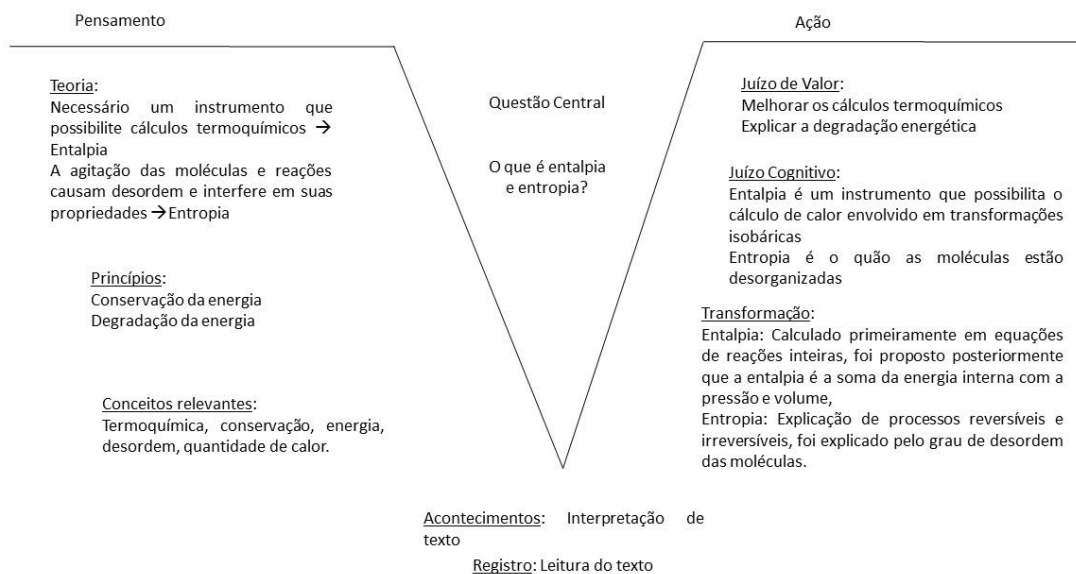 Pensamento
Teoria:
Necessário um instrumento que
possibilite cálculos termoquímicos →
Entalpia
A agitação das moléculas e reações
causam desordem e interfere em suas
propriedades → Entropia
Princípios:
Conservação da energia
Degradação da energia
Conceitos relevantes:
Termoquímica, conservação, energia,
desordem, quantidade de calor.
Questão Central
O que é entalpia
e entropia?
Ação
Juízo de Valor:
Melhorar os cálculos termoquímicos
Explicar a degradação energética
Juízo Cognitivo:
Entalpia é um instrumento que possibilita o
cálculo de calor envolvido em transformações
isobáricas
Entropia é o quão as moléculas estão
desorganizadas
Transformação:
Entalpia: Calculado primeiramente em equações
de reações inteiras, foi proposto posteriormente
que a entalpia é a soma da energia interna com a
pressão e volume,
Entropia: Explicação de processos reversíveis e
irreversíveis, foi explicado pelo grau de desordem
das moléculas.
Acontecimentos: Interpretação de
texto
Registro: Leitura do texto